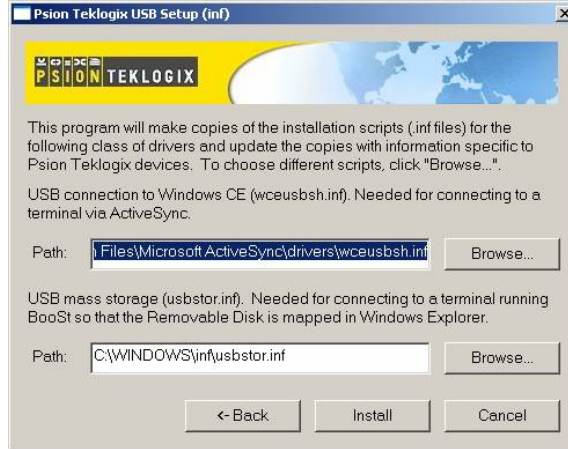 Psion Teklogix USB Setup (inf)
PSION TEKLOGIX
This program will make copies of the installation scripts (.inf files) for the
following class of drivers and update the copies with information specific to
Psion Teklogix devices. To choose different scripts, click "Browse...".
USB connection to Windows CE (wceusbsh.inf). Needed for connecting to a
terminal via ActiveSync.
Path: Files\Microsoft ActiveSync\drivers\wceusbsh.inf Browse...
USB mass storage (usbstor.inf). Needed for connecting to a terminal running
BooSt so that the Removable Disk is mapped in Windows Explorer.
Path: C:\WINDOWS\inf\usbstor.inf Browse...
<- Back Install Cancel